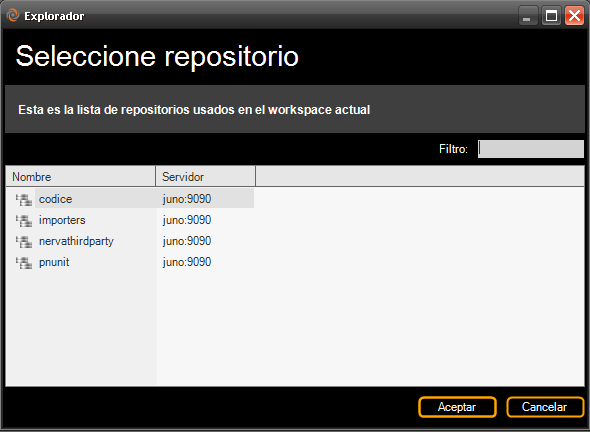 Explorador
Seleccione repositorio
Esta es la lista de repositorios usados en el workspace actual
Filtro:
Nombre Servidor
codice juno:9090
importers juno:9090
nervathirdparty juno:9090
pnunit juno:9090
Aceptar Cancelar